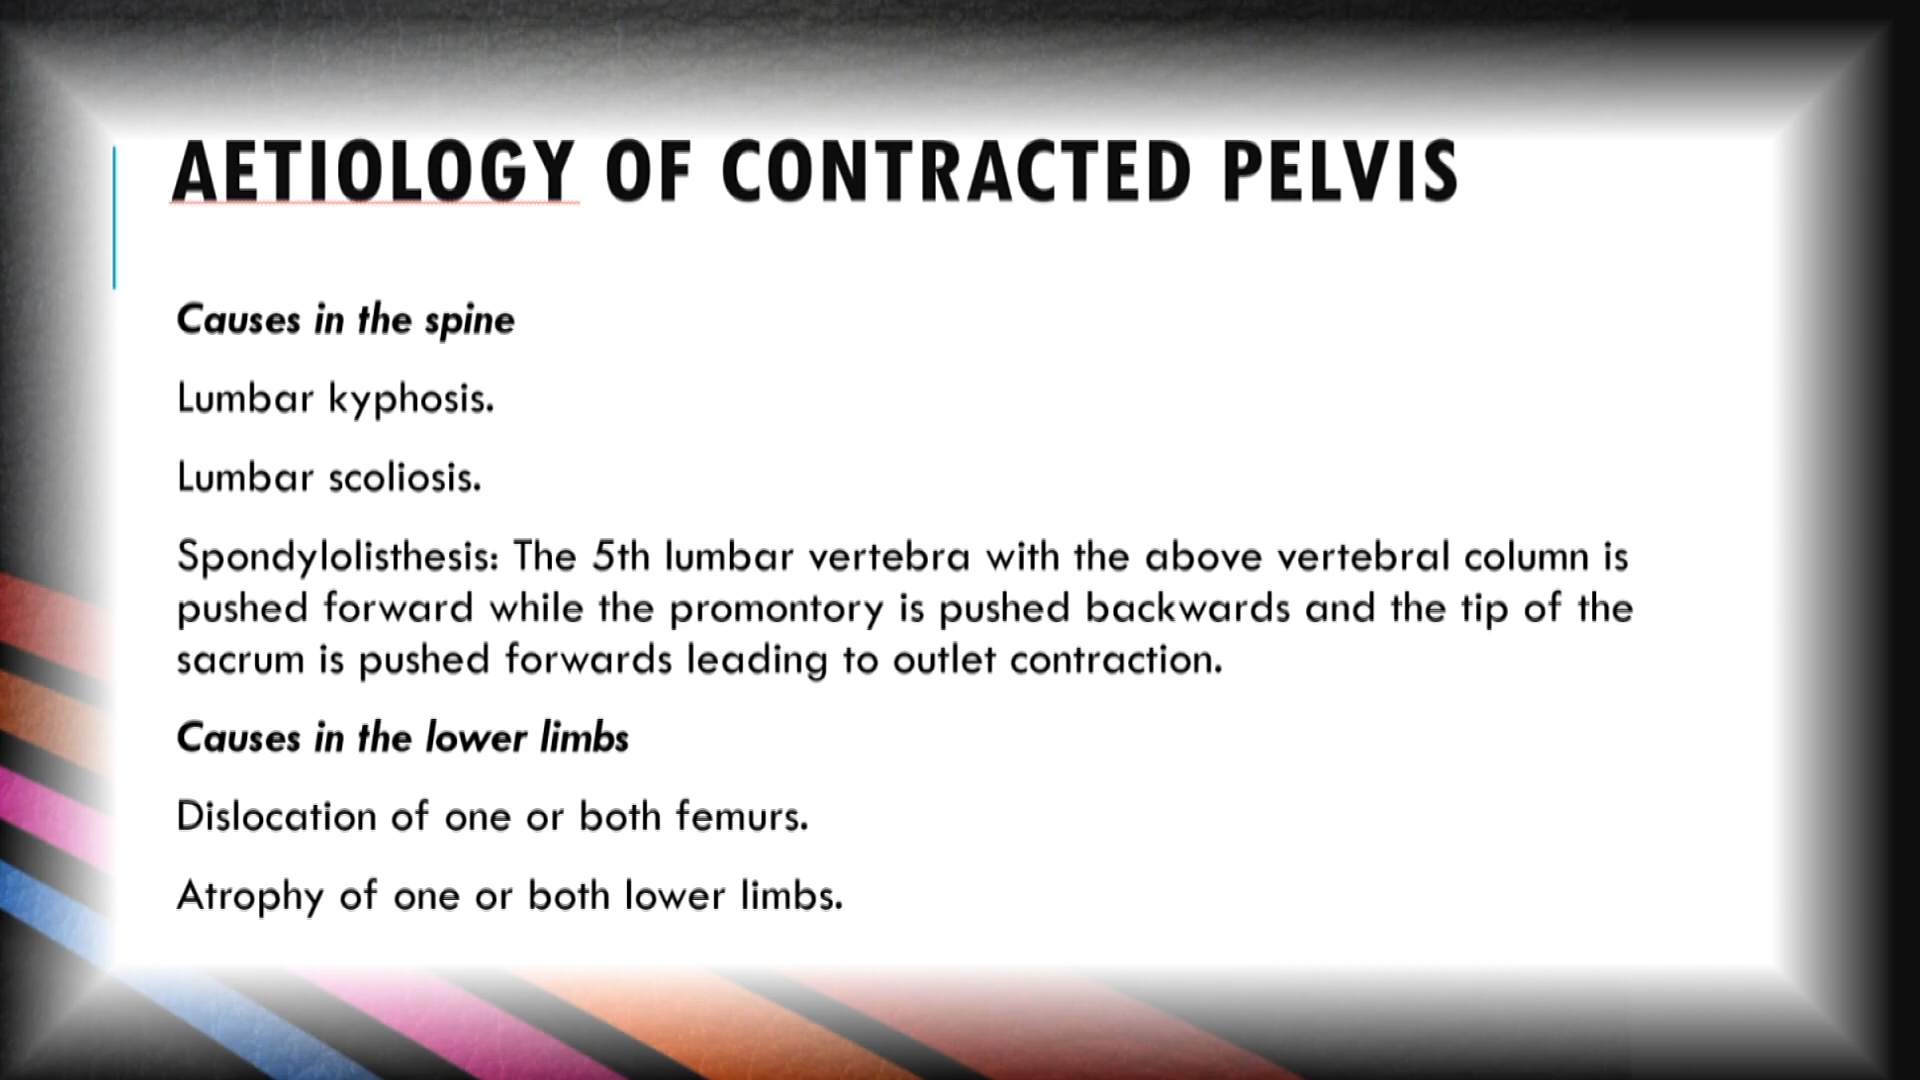 AETIOLOGY OF CONTRACTED PELVIS
Causes in the spine
Lumbar kyphosis.
Lumbar scoliosis.
Spondylolisthesis: The 5th lumbar vertebra with the above vertebral column is
pushed forward while the promontory is pushed backwards and the tip of the
sacrum is pushed forwards leading to outlet contraction.
Causes in the lower limbs
Dislocation of one or both femurs.
Atrophy of one or both lower limbs.